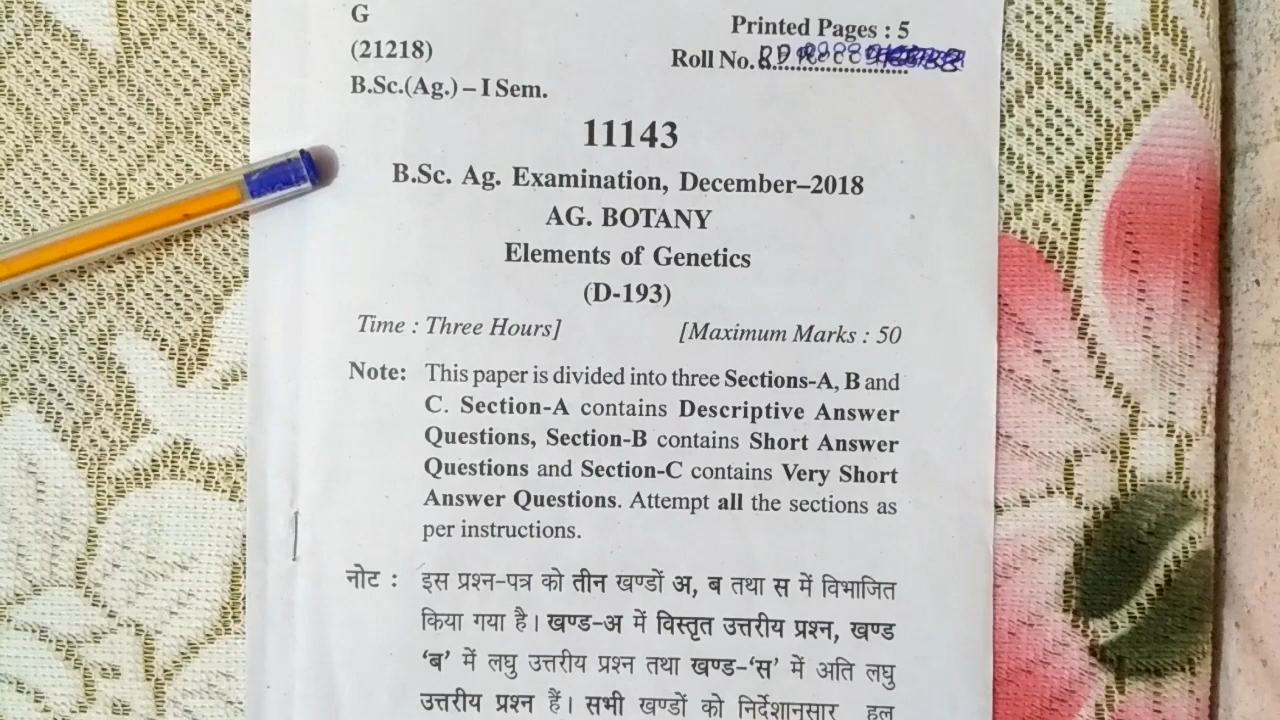 G
Printed Pages : 5
(21218)
Roll No.
B.Sc.(Ag.) – I Sem.
11143
B.Sc. Ag. Examination, December–2018
AG. BOTANY
Elements of Genetics
(D-193)
Time : Three Hours]
[Maximum Marks : 50
Note: This paper is divided into three Sections-A, B and
C. Section-A contains Descriptive Answer
Questions, Section-B contains Short Answer
Questions and Section-C contains Very Short
Answer Questions. Attempt all the sections as
per instructions.
नोट : इस प्रश्न-पत्र को तीन खण्डों अ, ब तथा स में विभाजित
किया गया है। खण्ड-अ में विस्तृत उत्तरीय प्रश्न, खण्ड
‘ब’ में लघु उत्तरीय प्रश्न तथा खण्ड-‘स’ में अति लघु
उत्तरीय प्रश्न हैं। सभी खण्डों को निर्देशानुसार हल